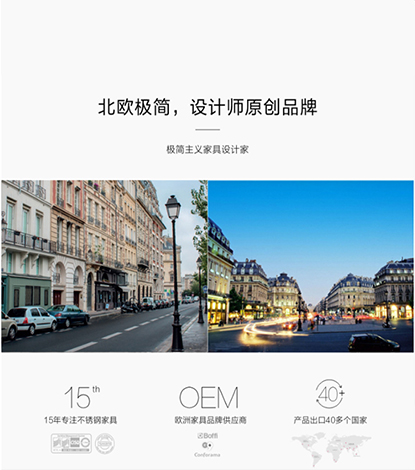 北欧极简，设计师原创品牌
极简主义家具设计家
15th
OEM
40+
15年专注不锈钢家具
欧洲家具品牌供应商
产品出口40多个国家
Boffi
Conforama